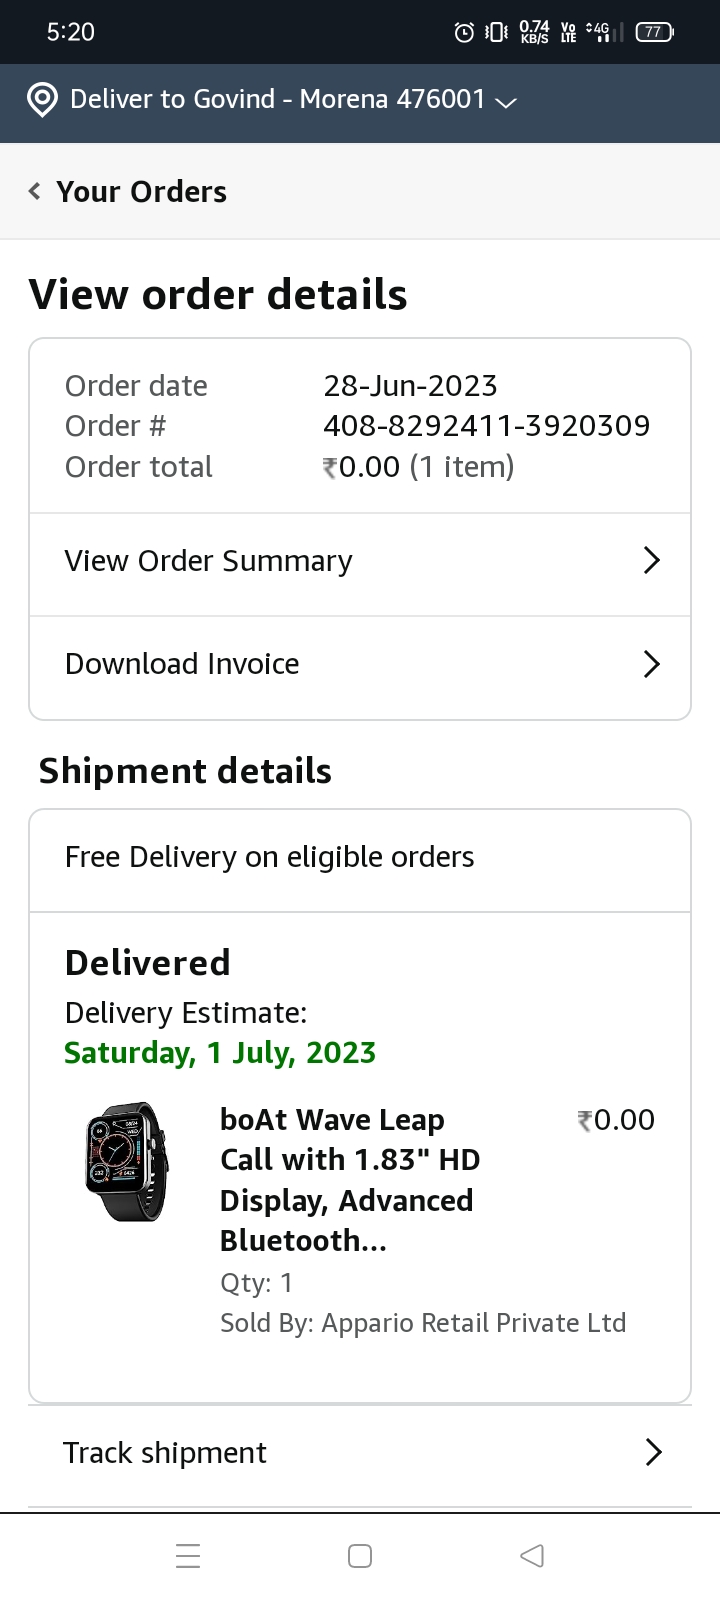 5:20
0.74 KB/S Vo LTE 4G 77
Deliver to Govind - Morena 476001
Your Orders
View order details
Order date 28-Jun-2023
Order # 408-8292411-3920309
Order total ₹0.00 (1 item)
View Order Summary
Download Invoice
Shipment details
Free Delivery on eligible orders
Delivered
Delivery Estimate:
Saturday, 1 July, 2023
boAt Wave Leap ₹0.00
Call with 1.83" HD
Display, Advanced
Bluetooth...
Qty: 1
Sold By: Appario Retail Private Ltd
Track shipment